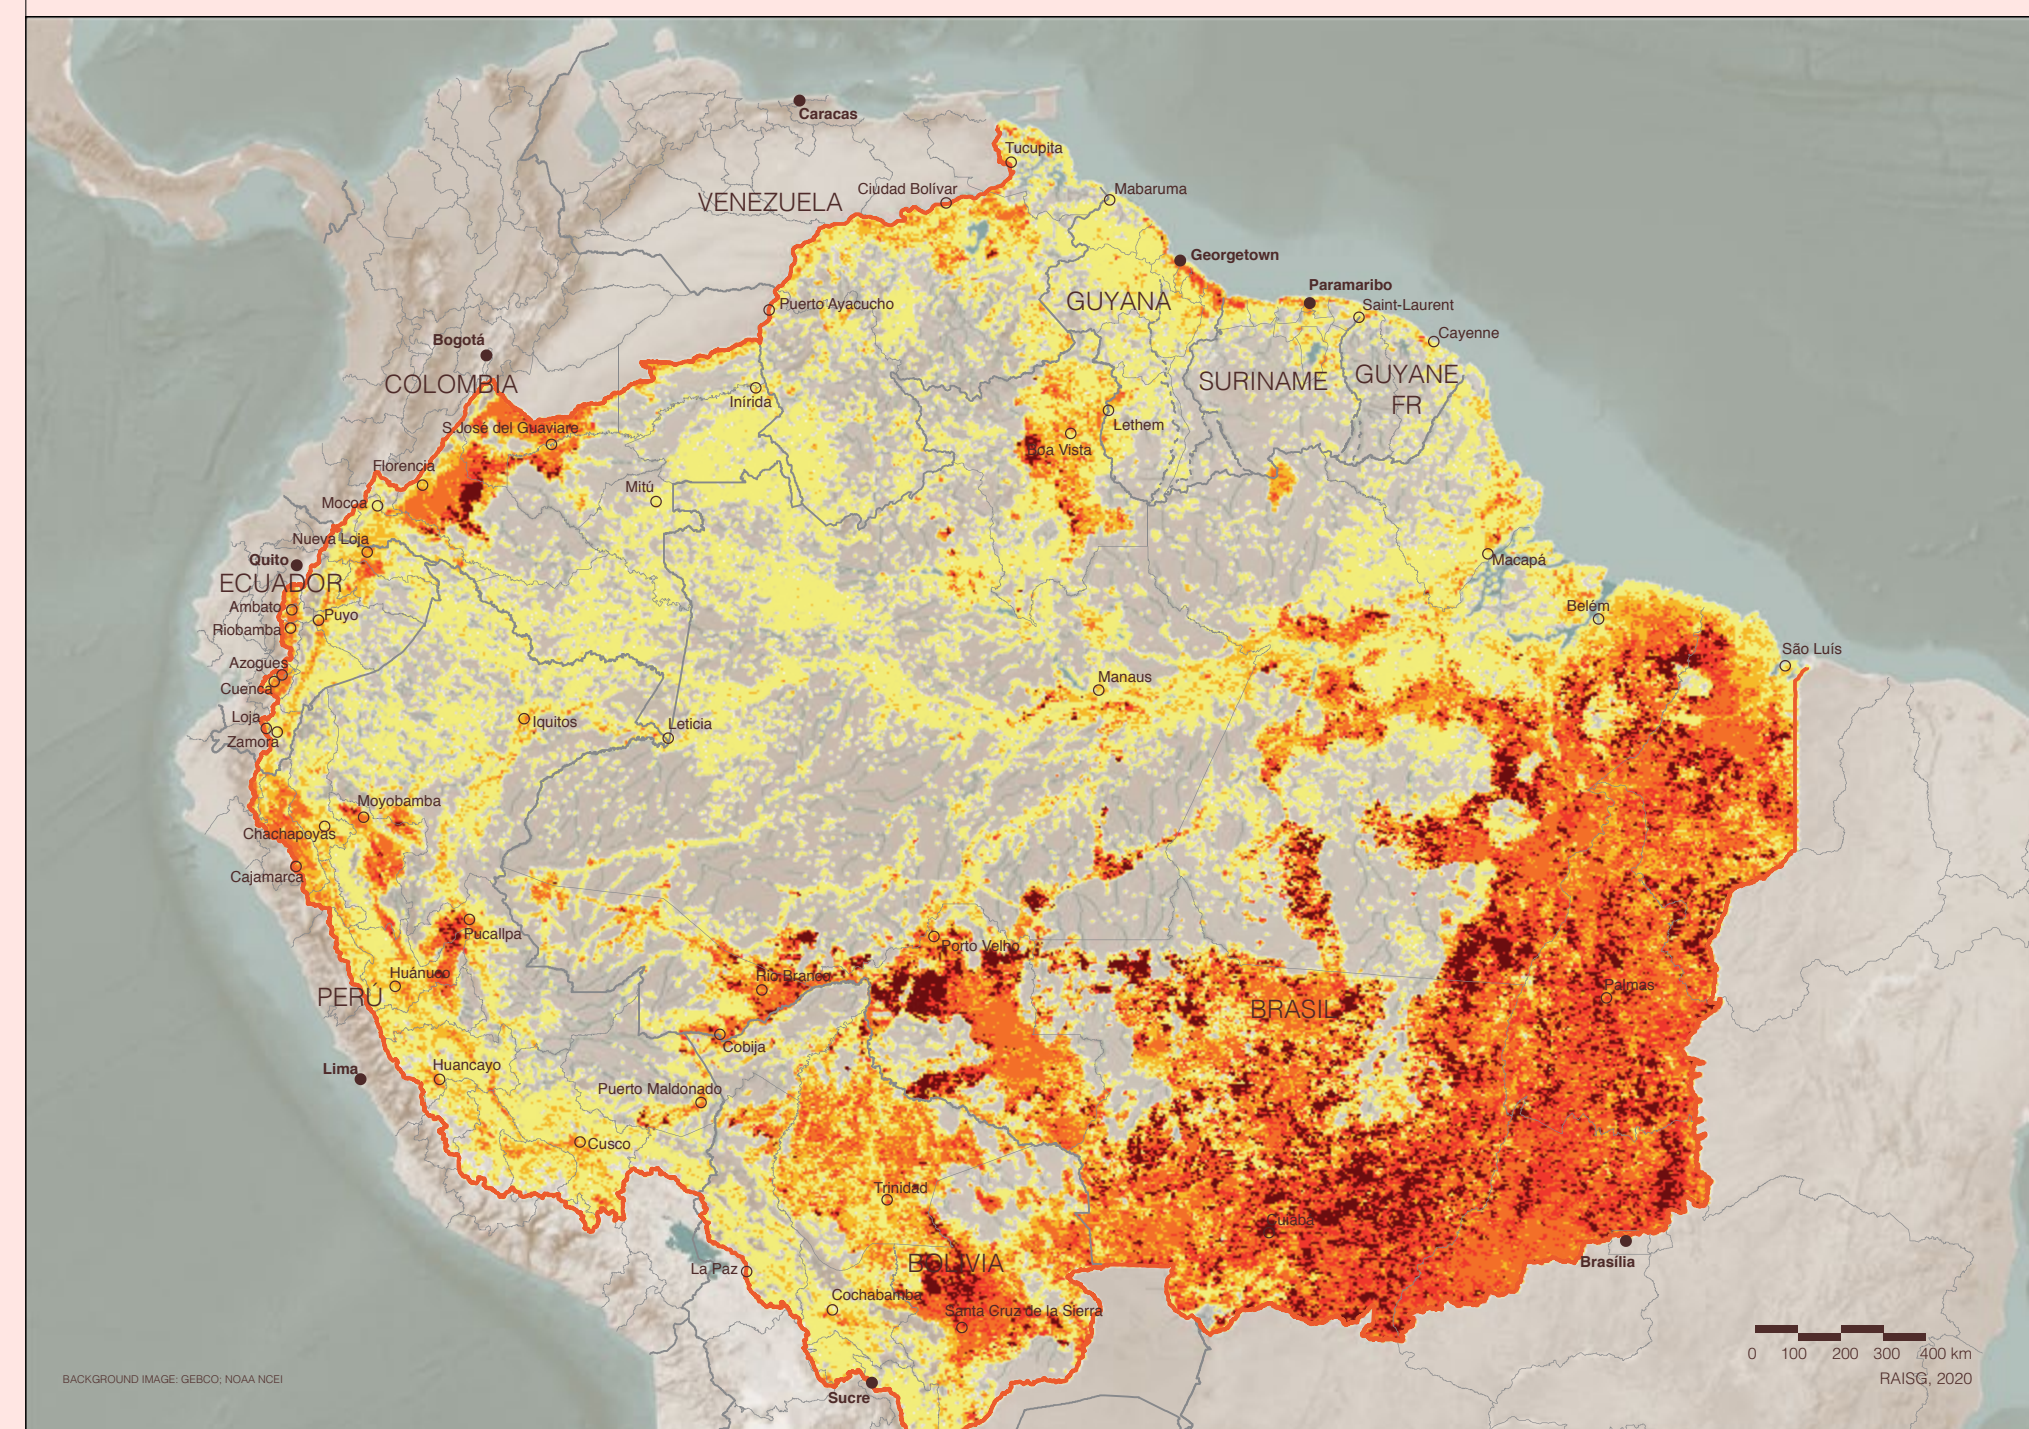 Caracas
Tucupita
Ciudad Bolívar
Mabaruma
VENEZUELA
Georgetown
Paramaribo
GUYANA
Puerto Ayacucho
Saint-Laurent
Cayenne
Bogotá
COLOMBIA
SURINAME
GUYANE
FR
Inírida
Lethem
S.José del Guaviare
Boa Vista
Florencia
Mitú
Mocoa
Nueva Loja
Quito
Macapá
ECUADOR
Ambato
Puyo
Belém
Riobamba
São Luís
Azogues
Manaus
Cuenca
Loja
Iquitos
Leticia
Zamora
Moyobamba
Chachapoyas
Cajamarca
Pucallpa
Porto Velho
Huánuco
Rio Branco
Palmas
PERU
BRASIL
Cobija
Lima
Huancayo
Puerto Maldonado
Cusco
Trinidad
Cuiabá
BOLIVIA
La Paz
Brasília
Cochabamba
Santa Cruz de la Sierra
0 100 200 300 400 km
BACKGROUND IMAGE: GEBCO; NOAA NCEI
RAISG, 2020
Sucre